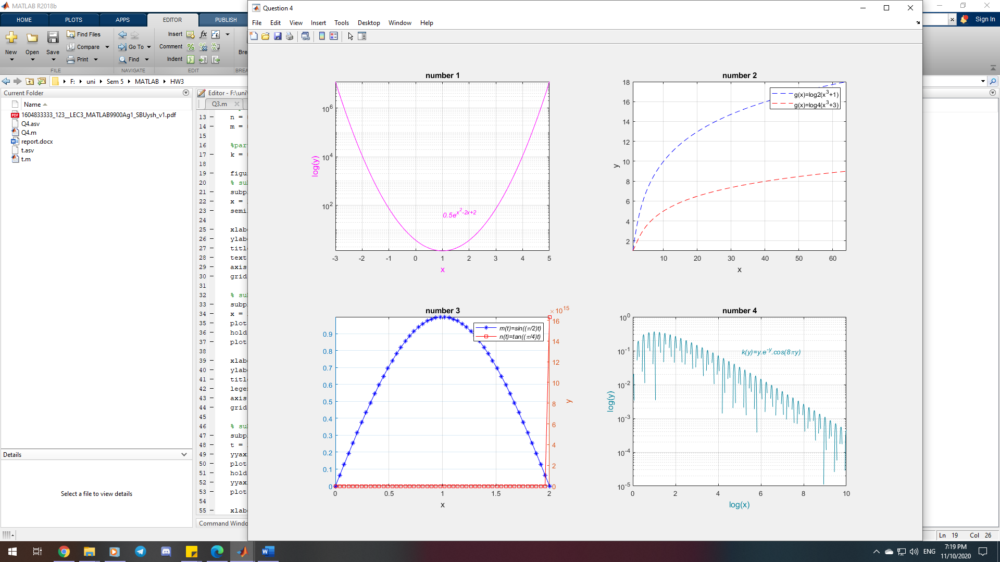 MATLAB R2018b
HOME PLOTS APPS EDITOR PUBLISH
Sign In
New Open Save
Find Files
Compare
Print
FILE
Go To
Find
NAVIGATE
Insert fx
Comment
Indent
EDIT
Bre
BREA
F: uni Sem 5 MATLAB HW3
Current Folder
Name
1604833333_123__LEC3_MATLAB9900Ag1_SBUysh_v1.pdf
Q4.asv
Q4.m
report.docx
t.asv
t.m
Details
Select a file to view details
Editor - F:\uni\
Q3.m
13 – n =
14 – m =
15
16 %par
17 – k =
18
19 – figu
20 % su
21 – subp
22 – x =
23 – semi
24
25 – xlab
26 – ylab
27 – titl
28 – text
29 – axis
30 – grid
31
32 % su
33 – subp
34 – x =
35 – plot
36 – hold
37 – plot
38
39 – xlab
40 – ylab
41 – titl
42 – lege
43 – axis
44 – grid
45
46 % su
47 – subp
48 – t =
49 – yyax
50 – plot
51 – hold
52 – yyax
53 – plot
54
55 – xlab
Command Windo
Question 4
File Edit View Insert Tools Desktop Window Help
number 1
10^6
10^4
10^2
log(y)
0.5e^x^2-2x+2
-3 -2 -1 0 1 2 3 4 5
x
number 2
18
16
14
12
10
8
6
4
2
y
g(x)=log2(x^3+1)
g(x)=log4(x^3+3)
10 20 30 40 50 60
x
number 3
×10^15
0.9
0.8
0.7
0.6
0.5
0.4
0.3
0.2
0.1
0
m(t)=sin((π/2)t)
n(t)=tan((π/4)t)
16
14
12
10
8
6
4
2
0
y
0 0.5 1 1.5 2
x
number 4
10^0
10^-1
10^-2
10^-3
10^-4
10^-5
log(y)
k(y)=y.e^-y.cos(8πy)
0 2 4 6 8 10
log(x)
Ln 19 Col 26
ENG
7:19 PM
11/10/2020